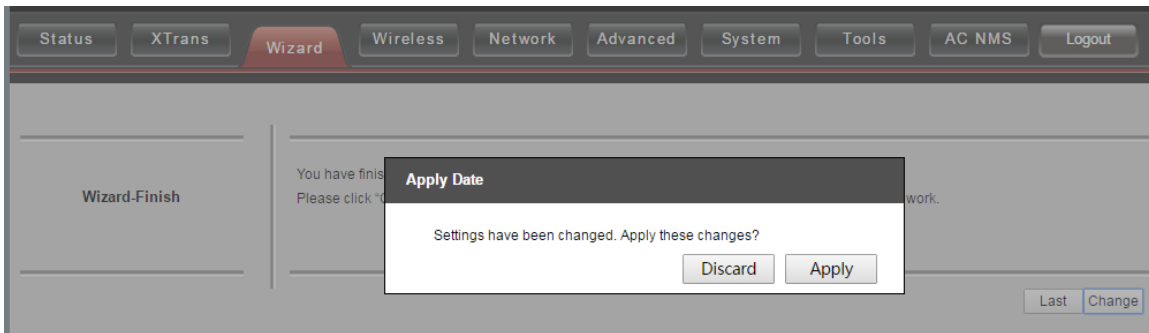 Status XTrans Wizard Wireless Network Advanced System Tools AC NMS Logout
Wizard-Finish
You have finis
Please click "C work.
Apply Date
Settings have been changed. Apply these changes?
Discard Apply
Last Change